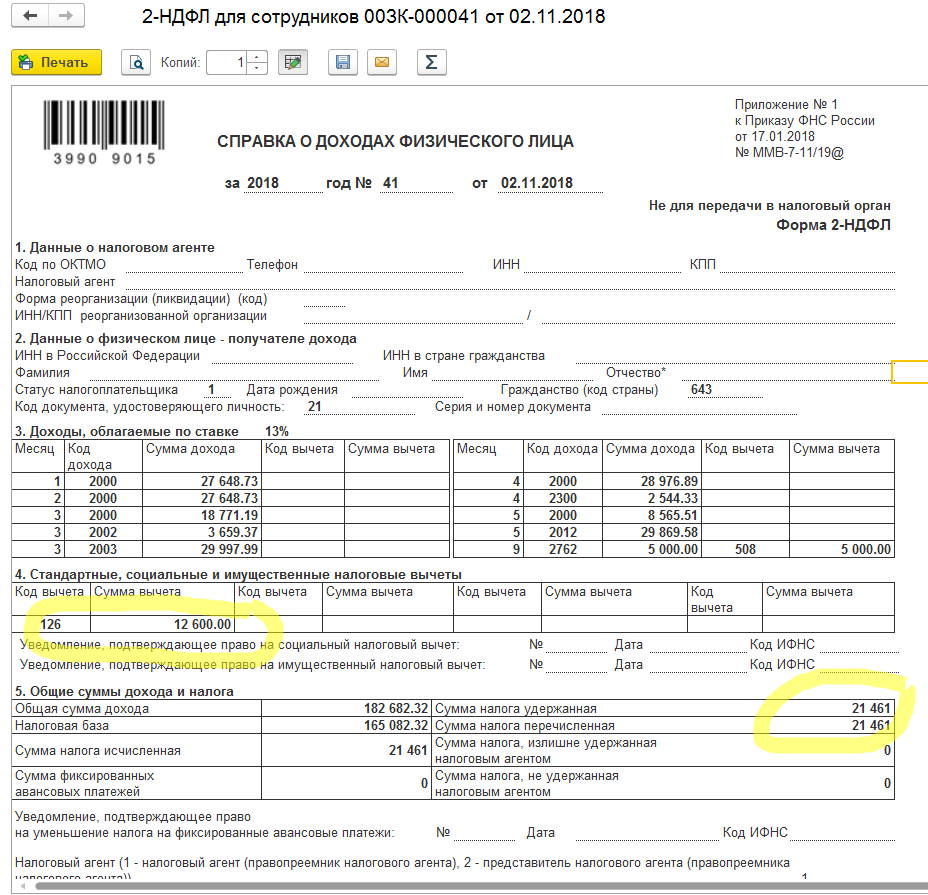 2-НДФЛ для сотрудников 003К-000041 от 02.11.2018
Печать Копий: 1 Σ
3990 9015
Приложение № 1
к Приказу ФНС России
от 17.01.2018
№ ММВ-7-11/19@
СПРАВКА О ДОХОДАХ ФИЗИЧЕСКОГО ЛИЦА
за 2018 год № 41 от 02.11.2018
Не для передачи в налоговый орган
Форма 2-НДФЛ
1. Данные о налоговом агенте
Код по ОКТМО Телефон ИНН КПП
Налоговый агент
Форма реорганизации (ликвидации) (код)
ИНН/КПП реорганизованной организации /
2. Данные о физическом лице - получателе дохода
ИНН в Российской Федерации ИНН в стране гражданства
Фамилия Имя Отчество*
Статус налогоплательщика 1 Дата рождения Гражданство (код страны) 643
Код документа, удостоверяющего личность: 21 Серия и номер документа
3. Доходы, облагаемые по ставке 13%
Месяц Код дохода Сумма дохода Код вычета Сумма вычета Месяц Код дохода Сумма дохода Код вычета Сумма вычета
1 2000 27 648.73 4 2000 28 976.89
2 2000 27 648.73 4 2300 2 544.33
3 2000 18 771.19 5 2000 8 565.51
3 2002 3 659.37 5 2012 29 869.58
3 2003 29 997.99 9 2762 5 000.00 508 5 000.00
4. Стандартные, социальные и имущественные налоговые вычеты
Код вычета Сумма вычета Код вычета Сумма вычета Код вычета Сумма вычета Код вычета Сумма вычета
126 12 600.00
Уведомление, подтверждающее право на социальный налоговый вычет: № Дата Код ИФНС
Уведомление, подтверждающее право на имущественный налоговый вычет: № Дата Код ИФНС
5. Общие суммы дохода и налога
Общая сумма дохода 182 682.32 Сумма налога удержанная 21 461
Налоговая база 165 082.32 Сумма налога перечисленная 21 461
Сумма налога исчисленная 21 461 Сумма налога, излишне удержанная налоговым агентом 0
Сумма фиксированных авансовых платежей 0 Сумма налога, не удержанная налоговым агентом 0
Уведомление, подтверждающее право
на уменьшение налога на фиксированные авансовые платежи: № Дата Код ИФНС
Налоговый агент (1 - налоговый агент (правопреемник налогового агента), 2 - представитель налогового агента (правопреемника
налогового агента)) 1